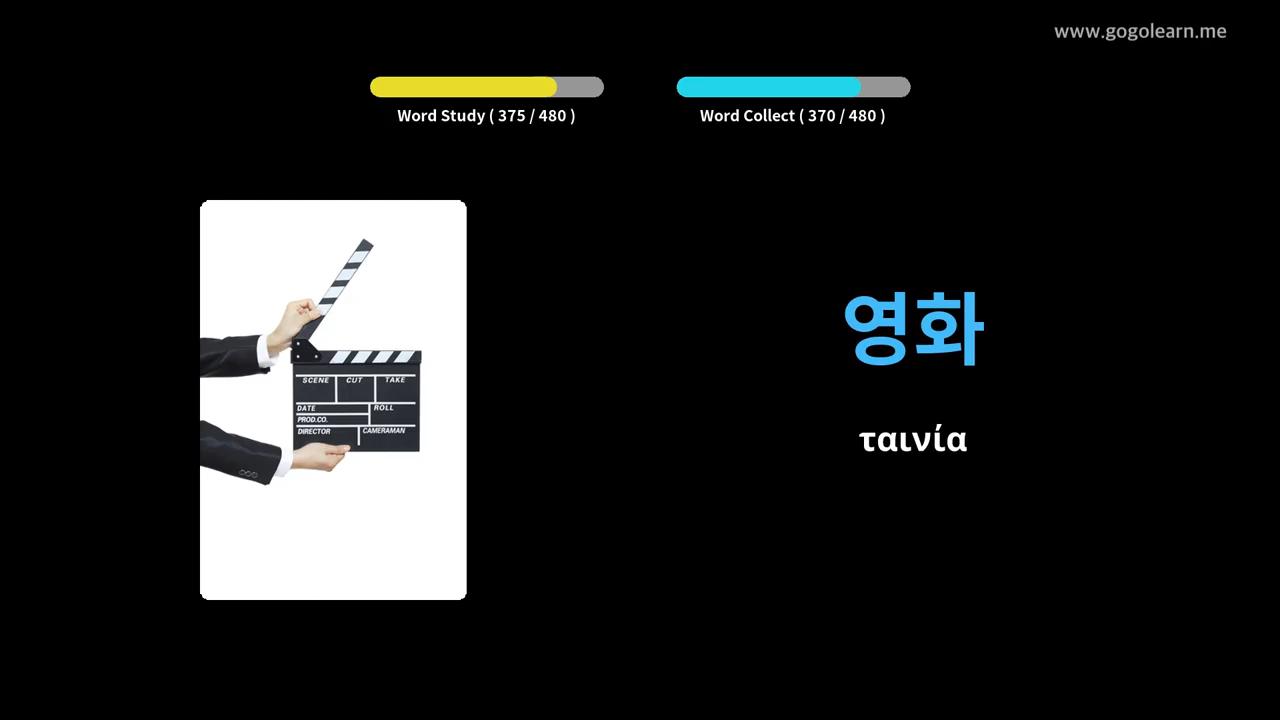 www.gogolearn.me
Word Study ( 375 / 480 )
Word Collect ( 370 / 480 )
SCENE CUT TAKE
DATE ROLL
PROD.CO.
DIRECTOR CAMERAMAN
영화
ταινία